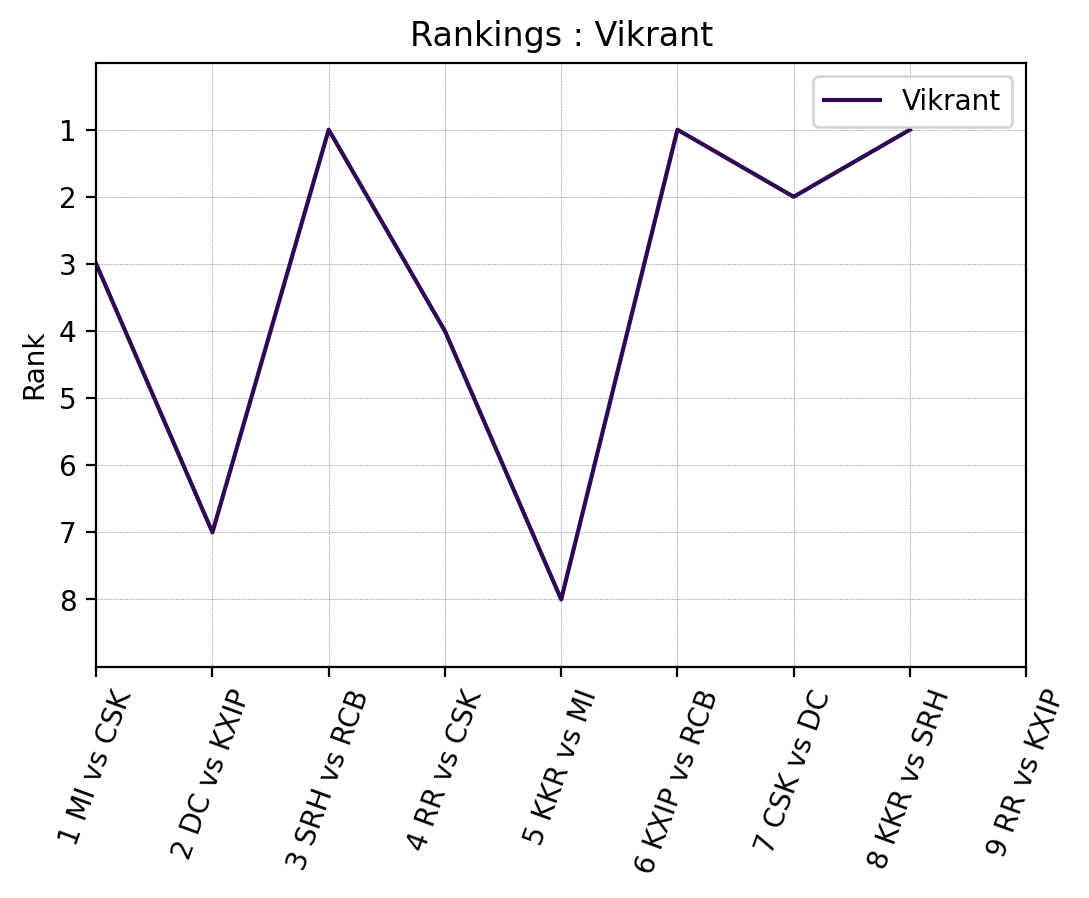 Rankings : Vikrant
Vikrant
Rank
1
2
3
4
5
6
7
8
1 MI vs CSK
2 DC vs KXIP
3 SRH vs RCB
4 RR vs CSK
5 KKR vs MI
6 KXIP vs RCB
7 CSK vs DC
8 KKR vs SRH
9 RR vs KXIP